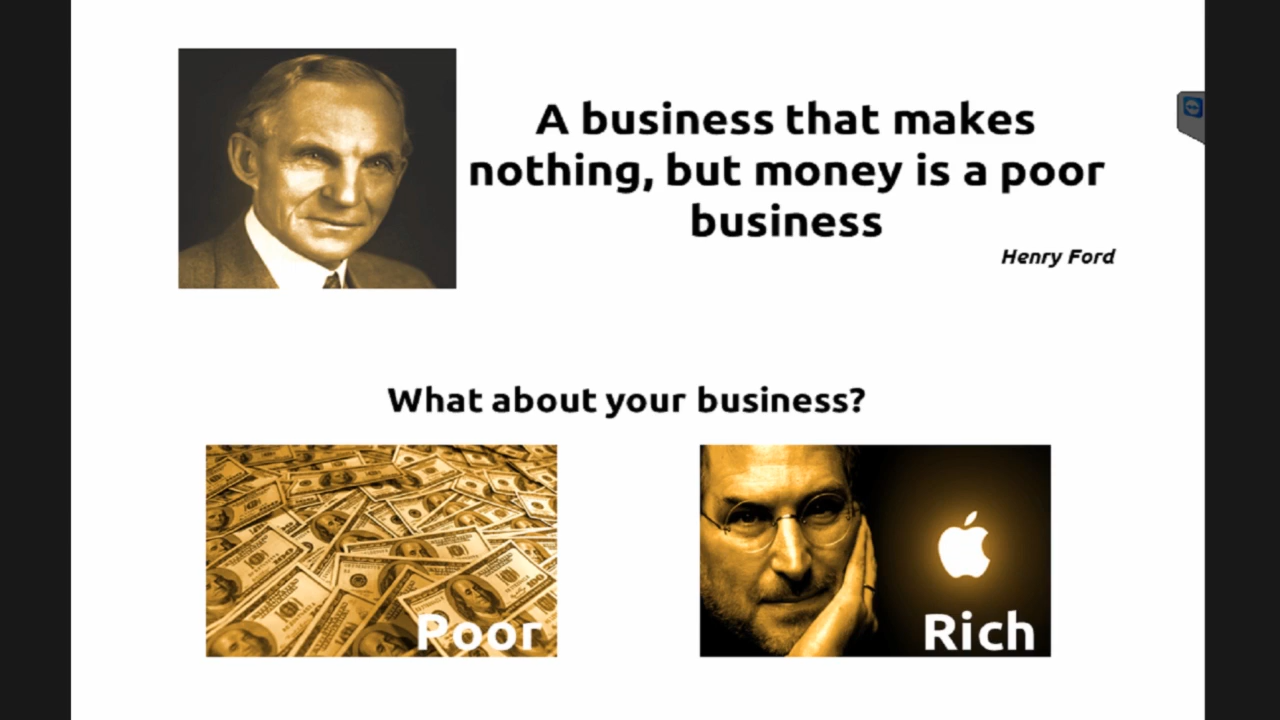 A business that makes
nothing, but money is a poor
business
Henry Ford
What about your business?
Poor
Rich